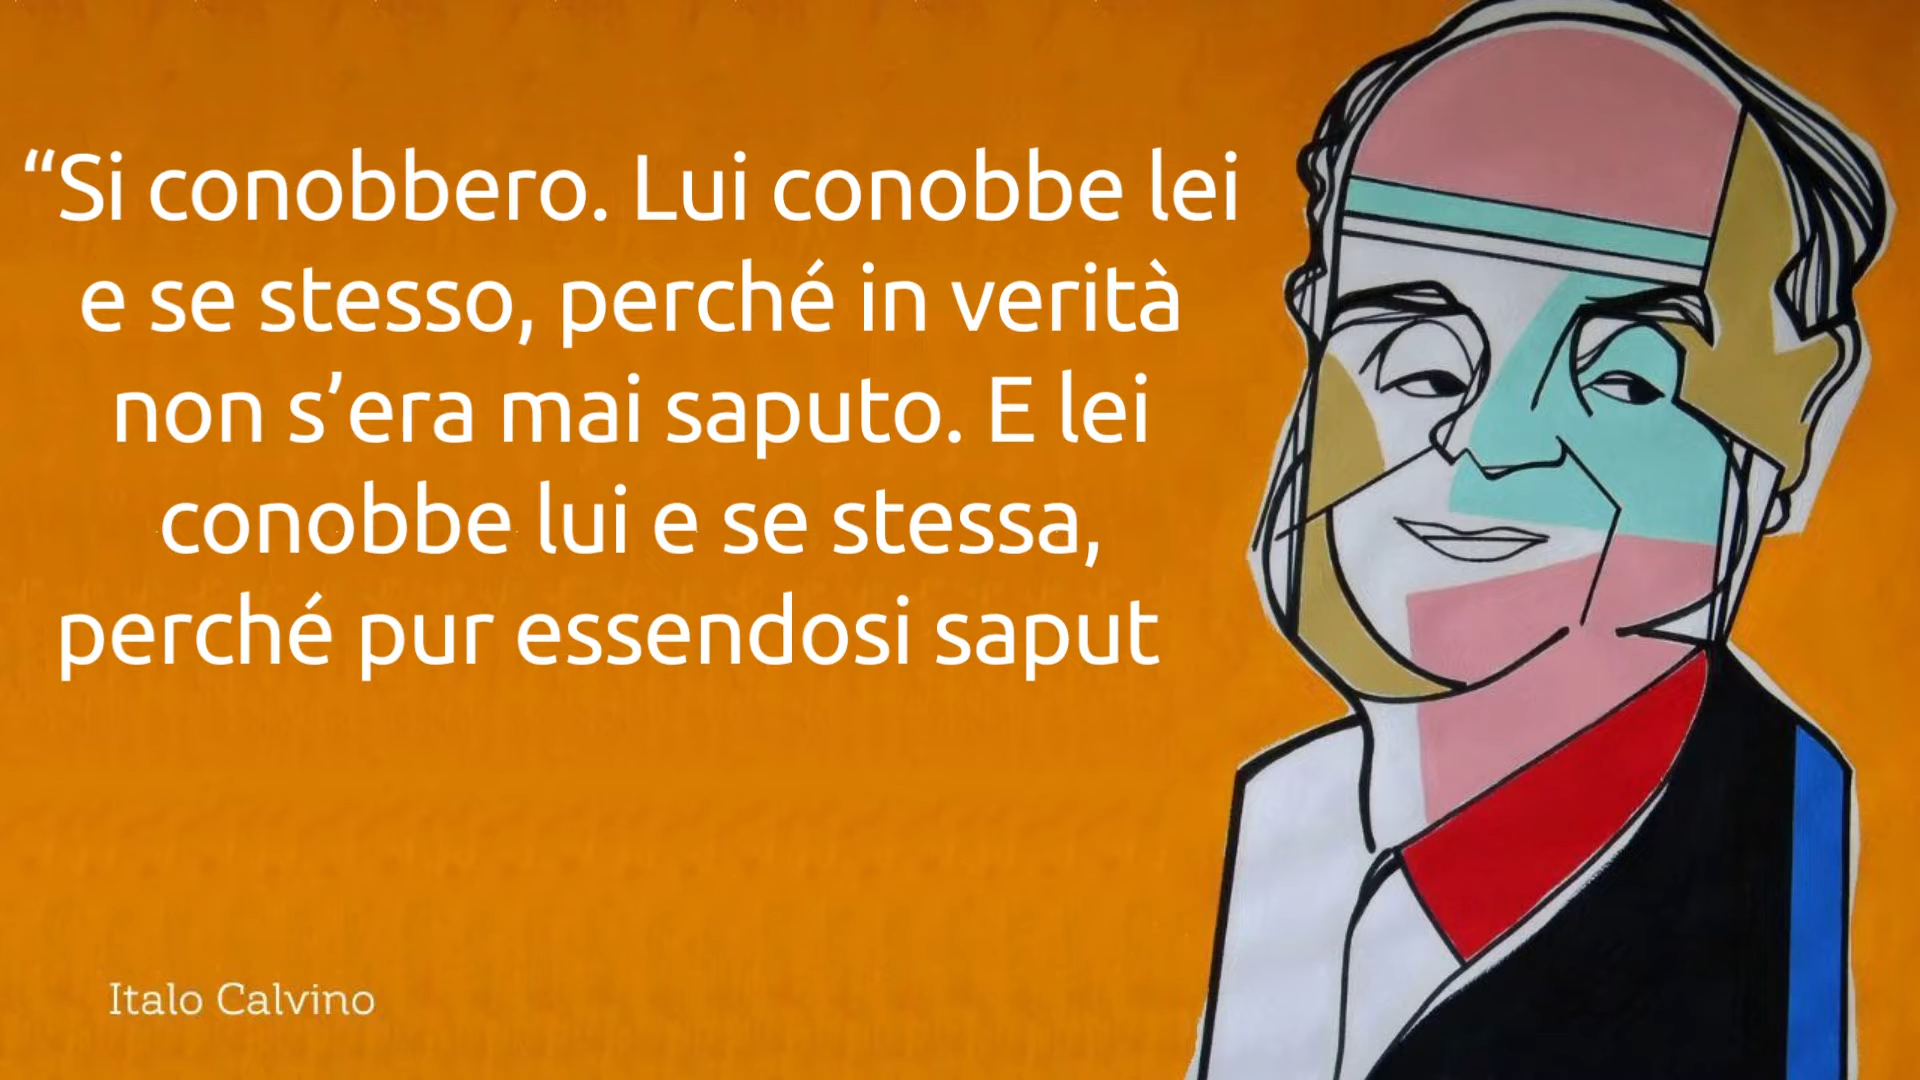 “Si conobbero. Lui conobbe lei
e se stesso, perché in verità
non s’era mai saputo. E lei
conobbe lui e se stessa,
perché pur essendosi saput
Italo Calvino